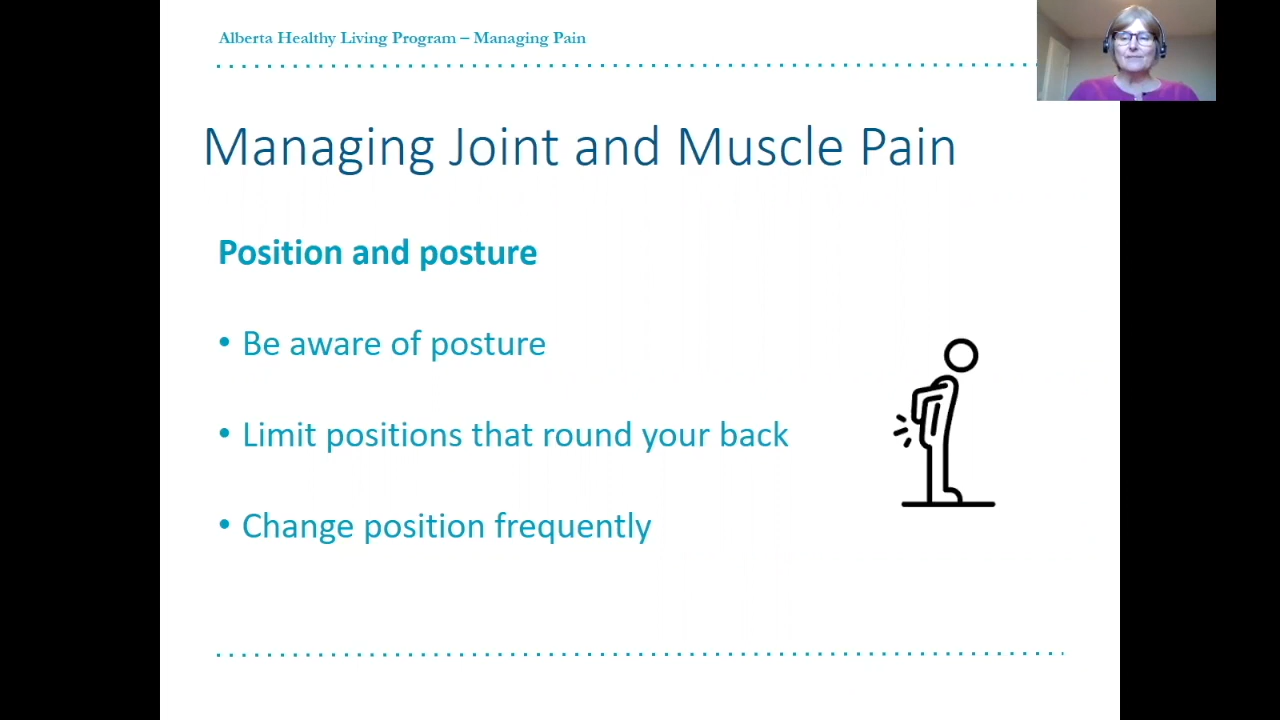 Alberta Healthy Living Program – Managing Pain
Managing Joint and Muscle Pain
Position and posture
• Be aware of posture
• Limit positions that round your back
• Change position frequently